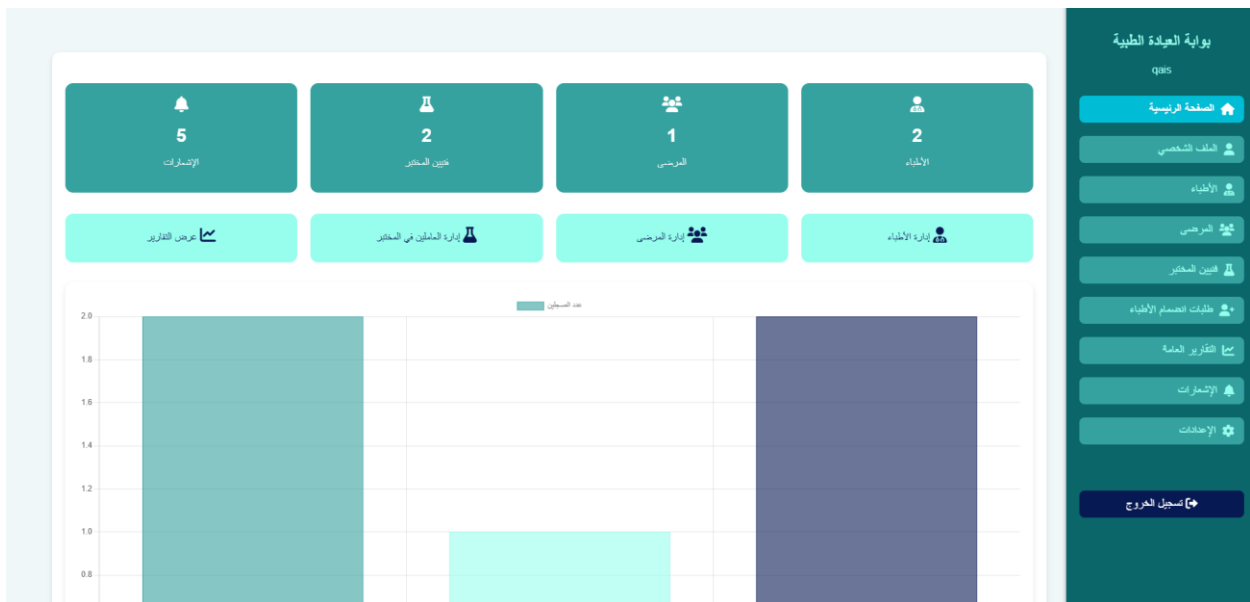 بوابة العيادة الطبية
qais
الصفحة الرئيسية
الملف الشخصي
الأطباء
المرضى
فنيين المختبر
طلبات انضمام الأطباء
التقارير العامة
الإشعارات
الإعدادات
تسجيل الخروج
2
الأطباء
1
المرضى
2
فنيين المختبر
5
الإشعارات
إدارة الأطباء
إدارة المرضى
إدارة العاملين في المختبر
عرض التقارير
عدد المسجلين
2.0
1.8
1.6
1.4
1.2
1.0
0.8